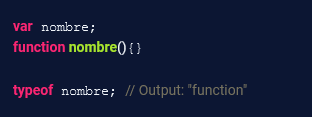 var nombre;
function nombre(){}
typeof nombre; // Output: "function"